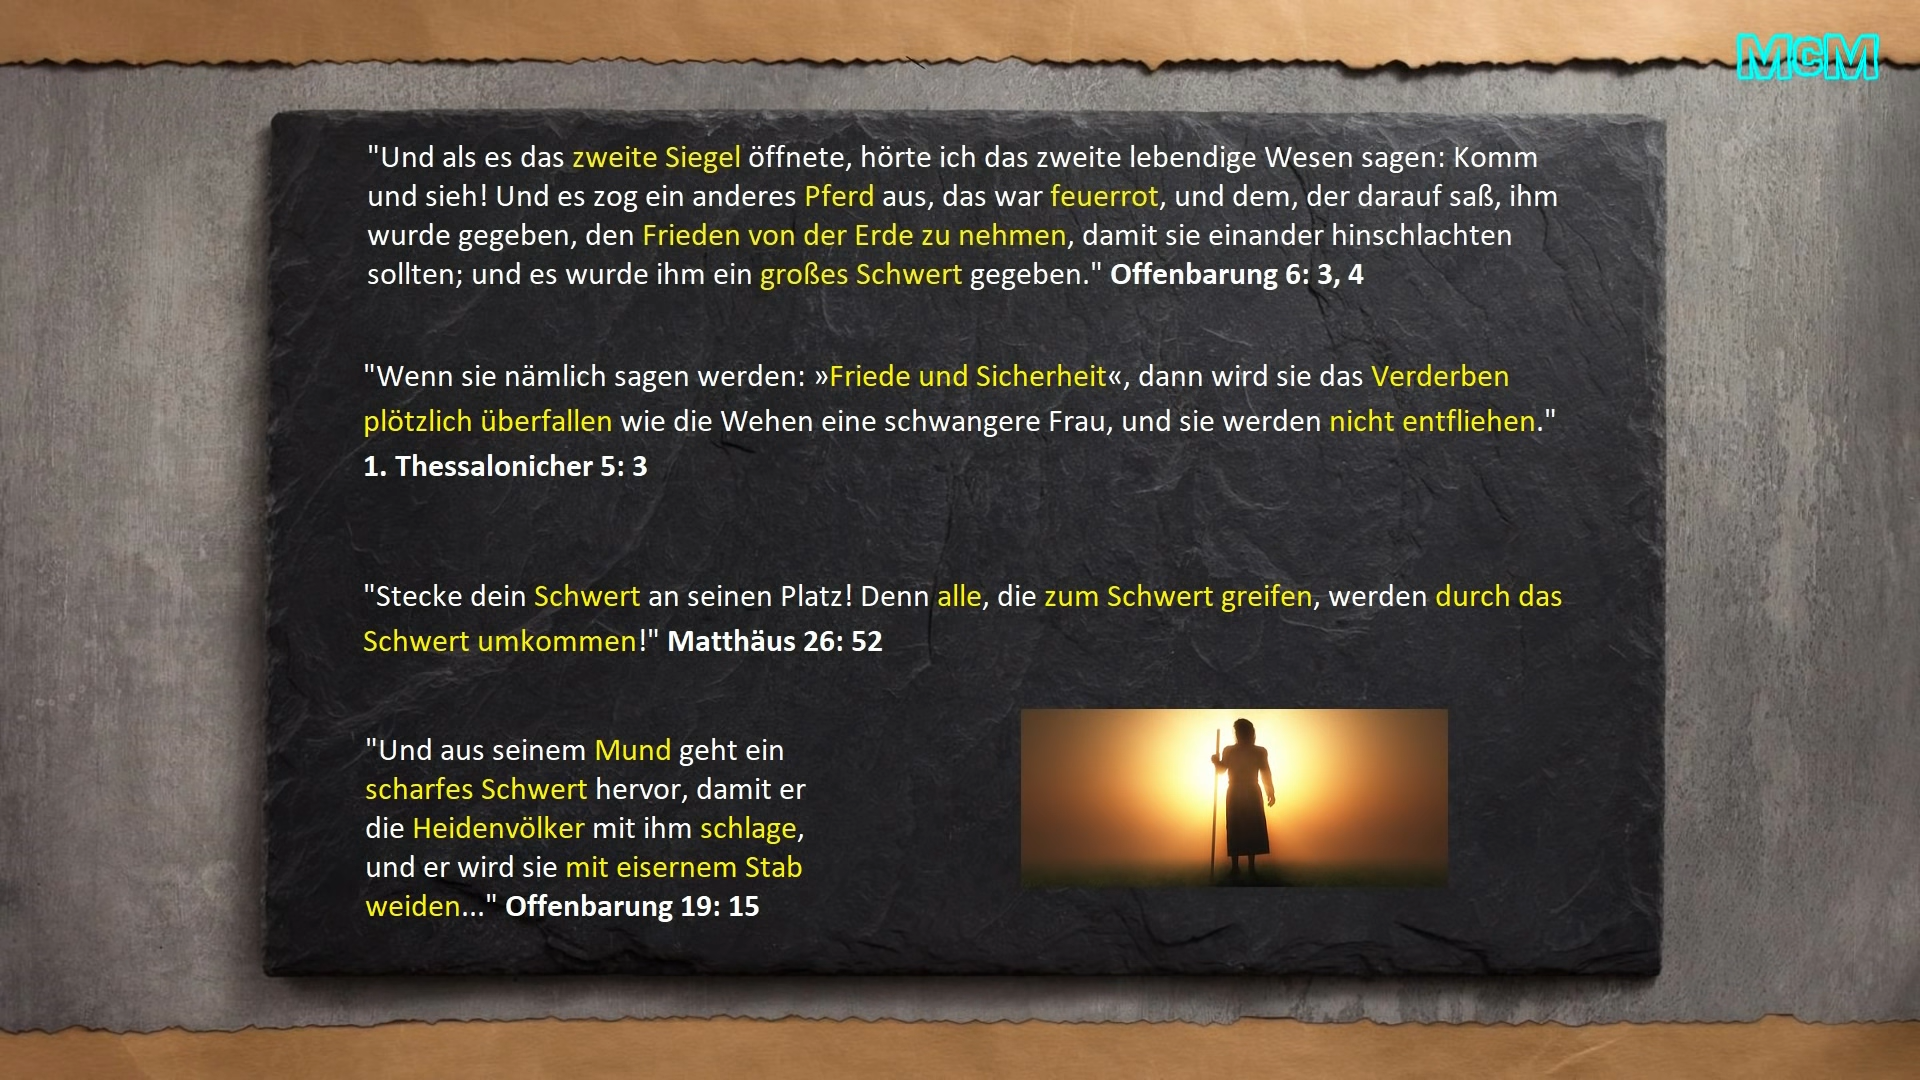 McM
"Und als es das zweite Siegel öffnete, hörte ich das zweite lebendige Wesen sagen: Komm
und sieh! Und es zog ein anderes Pferd aus, das war feuerrot, und dem, der darauf saß, ihm
wurde gegeben, den Frieden von der Erde zu nehmen, damit sie einander hinschlachten
sollten; und es wurde ihm ein großes Schwert gegeben." Offenbarung 6: 3, 4
"Wenn sie nämlich sagen werden: »Friede und Sicherheit«, dann wird sie das Verderben
plötzlich überfallen wie die Wehen eine schwangere Frau, und sie werden nicht entfliehen."
1. Thessalonicher 5: 3
"Stecke dein Schwert an seinen Platz! Denn alle, die zum Schwert greifen, werden durch das
Schwert umkommen!" Matthäus 26: 52
"Und aus seinem Mund geht ein
scharfes Schwert hervor, damit er
die Heidenvölker mit ihm schlage,
und er wird sie mit eisernem Stab
weiden..." Offenbarung 19: 15